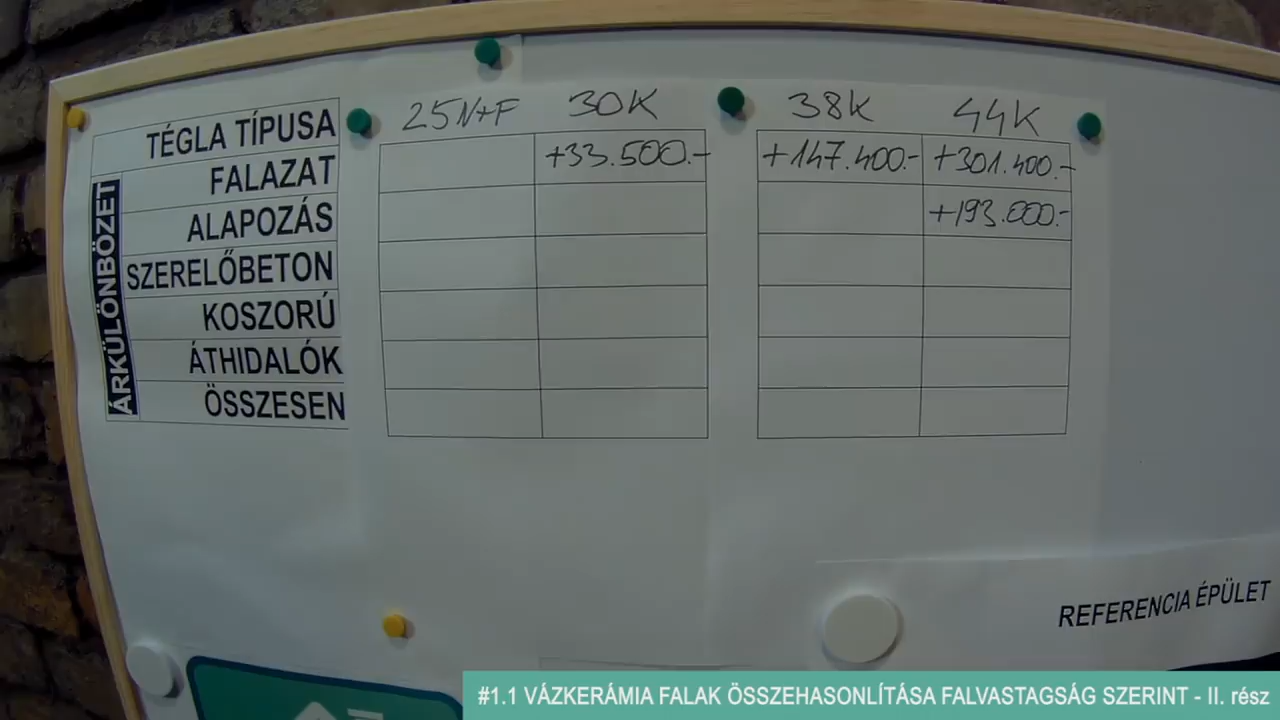 TÉGLA TÍPUSA 25N+F 30K 38K 44K
ÁRKÜLÖNBÖZET
FALAZAT +33.500.- +147.400.- +301.400.-
ALAPOZÁS +193.000.-
SZERELŐBETON
KOSZORÚ
ÁTHIDALÓK
ÖSSZESEN
REFERENCIA ÉPÜLET
#1.1 VÁZKERÁMIA FALAK ÖSSZEHASONLÍTÁSA FALVASTAGSÁG SZERINT - II. rész